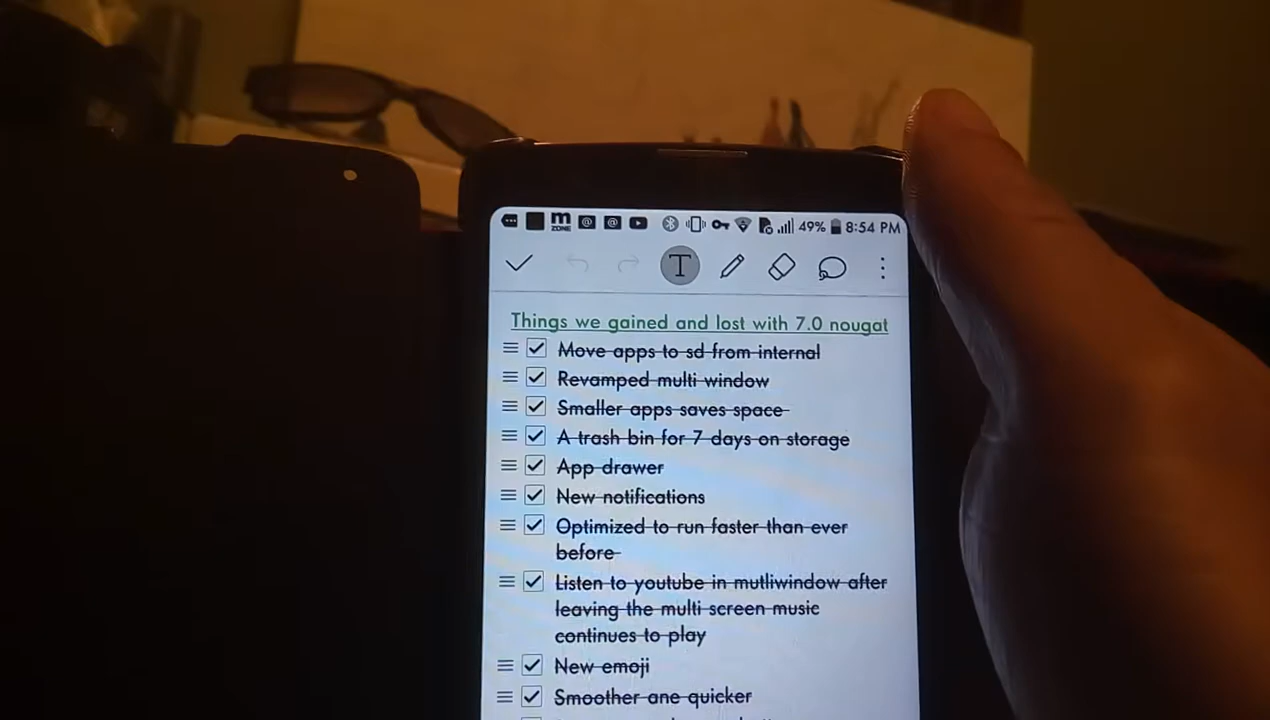 m
ZONE
49% 8:54 PM
T
Things we gained and lost with 7.0 nougat
Move apps to sd from internal
Revamped multi window
Smaller apps saves space
A trash bin for 7 days on storage
App drawer
New notifications
Optimized to run faster than ever
before
Listen to youtube in mutliwindow after
leaving the multi screen music
continues to play
New emoji
Smoother ane quicker